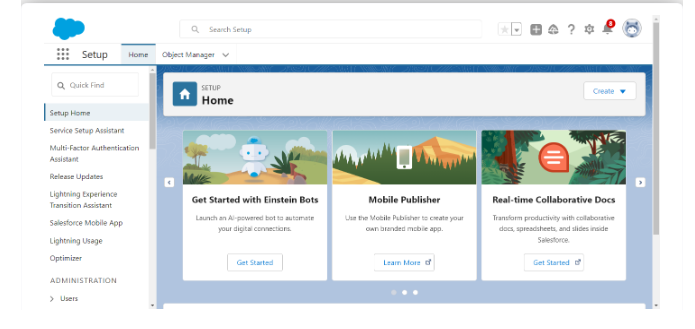 Search Setup
8
Setup
Home
Object Manager
Quick Find
Setup Home
Service Setup Assistant
Multi-Factor Authentication
Assistant
Release Updates
Lightning Experience
Transition Assistant
Salesforce Mobile App
Lightning Usage
Optimizer
ADMINISTRATION
Users
SETUP
Home
Create
Get Started with Einstein Bots
Launch an AI-powered bot to automate
your digital connections.
Get Started
Mobile Publisher
Use the Mobile Publisher to create your
own branded mobile app.
Learn More
Real-time Collaborative Docs
Transform productivity with collaborative
docs, spreadsheets, and slides inside
Salesforce.
Get Started